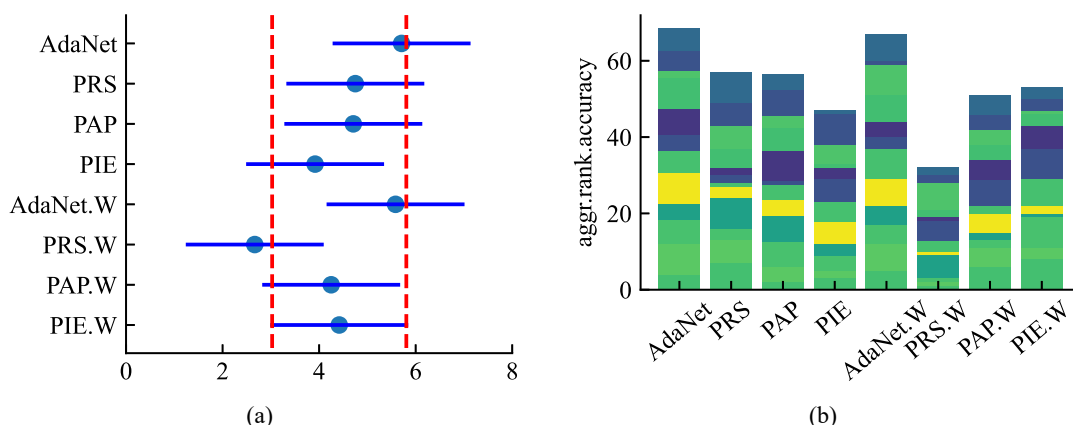 AdaNet
PRS
PAP
PIE
AdaNet.W
PRS.W
PAP.W
PIE.W
0 2 4 6 8
(a)
aggr.rank.accuracy
60
40
20
0
AdaNet PRS PAP PIE AdaNet.W PRS.W PAP.W PIE.W
(b)